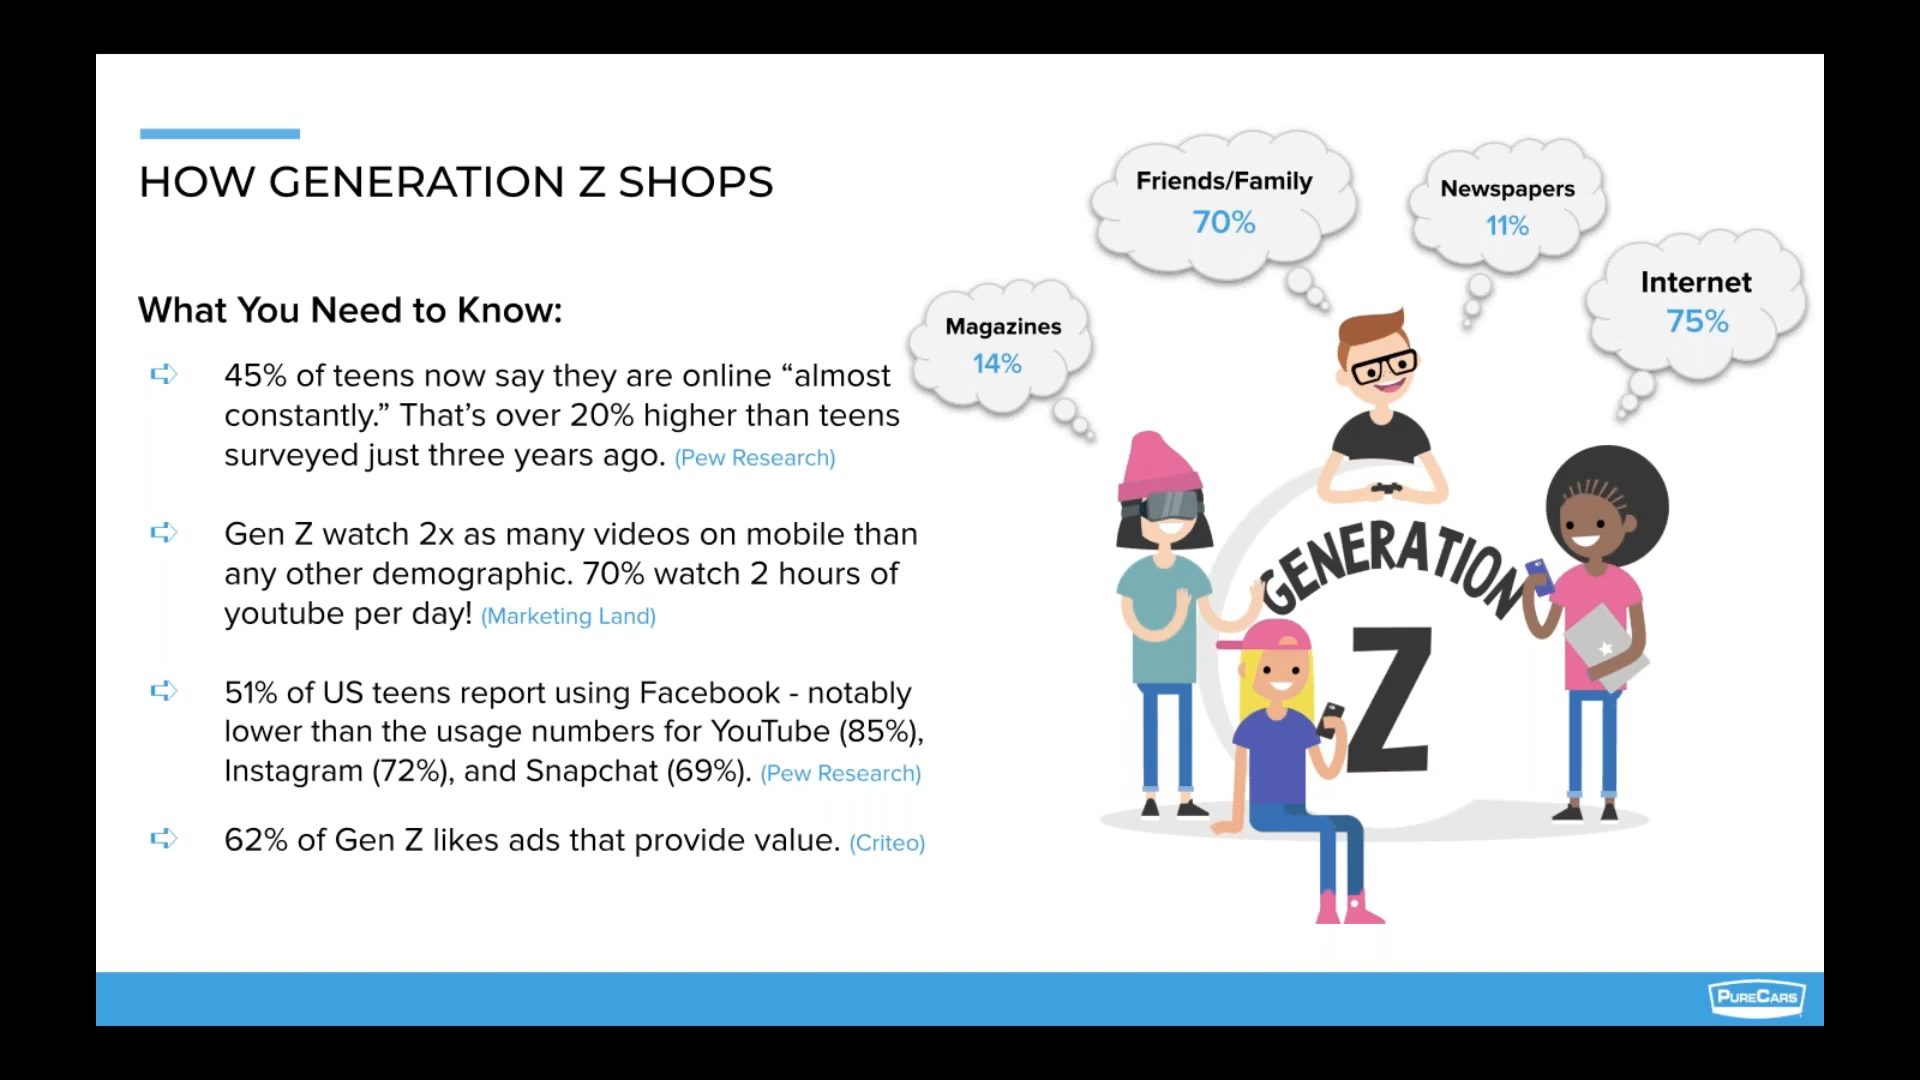 HOW GENERATION Z SHOPS
What You Need to Know:
45% of teens now say they are online “almost
constantly.” That’s over 20% higher than teens
surveyed just three years ago. (Pew Research)
Gen Z watch 2x as many videos on mobile than
any other demographic. 70% watch 2 hours of
youtube per day! (Marketing Land)
51% of US teens report using Facebook - notably
lower than the usage numbers for YouTube (85%),
Instagram (72%), and Snapchat (69%). (Pew Research)
62% of Gen Z likes ads that provide value. (Criteo)
Magazines
14%
Friends/Family
70%
Newspapers
11%
Internet
75%
GENERATION
Z
PURECARS